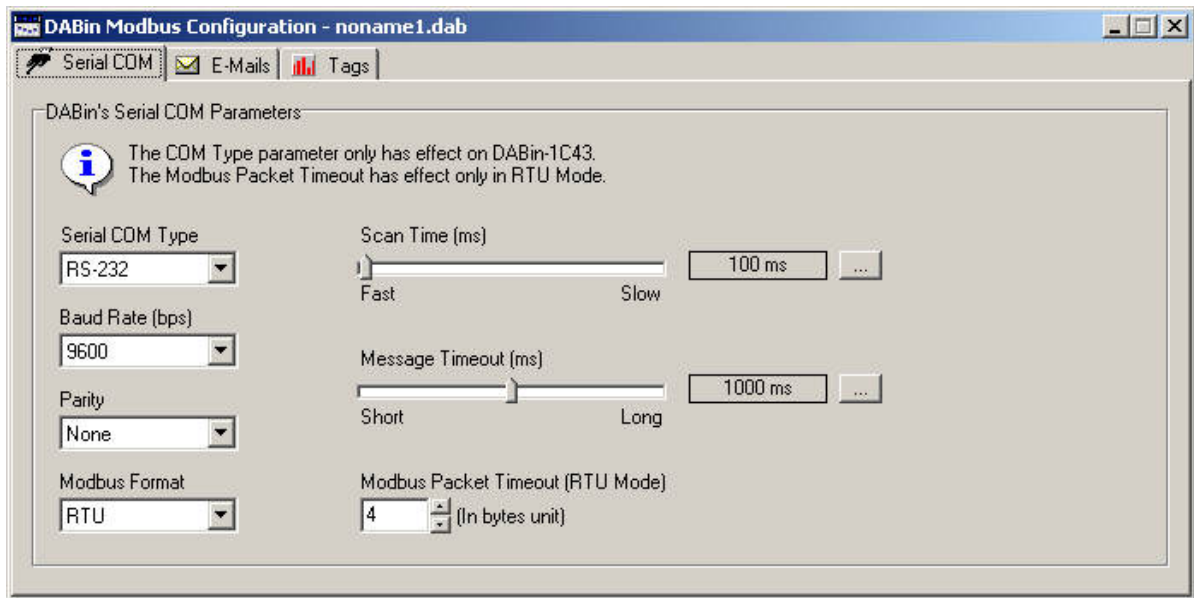 DABin Modbus Configuration - noname1.dab
Serial COM E-Mails Tags
DABin's Serial COM Parameters
The COM Type parameter only has effect on DABin-1C43.
The Modbus Packet Timeout has effect only in RTU Mode.
Serial COM Type Scan Time (ms)
RS-232 100 ms ...
Fast Slow
Baud Rate (bps)
9600 Message Timeout (ms)
1000 ms ...
Parity Short Long
None
Modbus Format Modbus Packet Timeout (RTU Mode)
RTU 4 (In bytes unit)